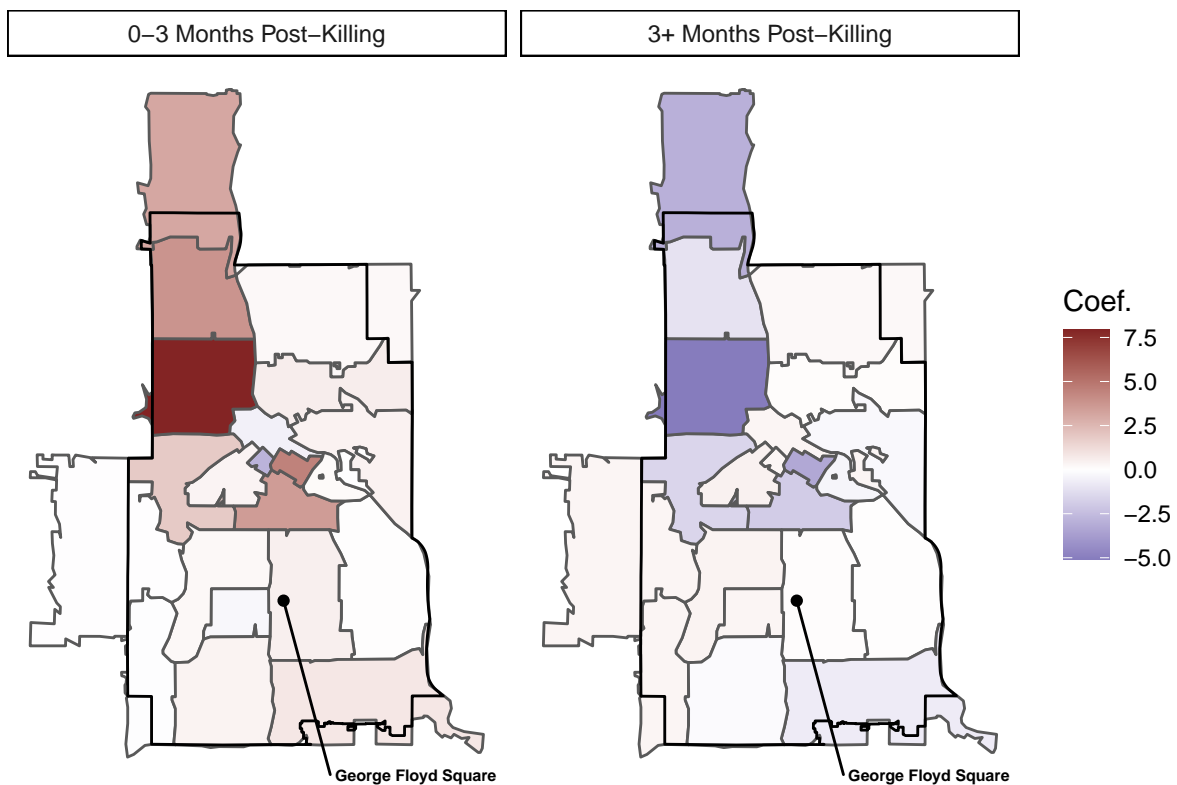 0−3 Months Post−Killing
3+ Months Post−Killing
Coef.
7.5
5.0
2.5
0.0
−2.5
−5.0
George Floyd Square
George Floyd Square